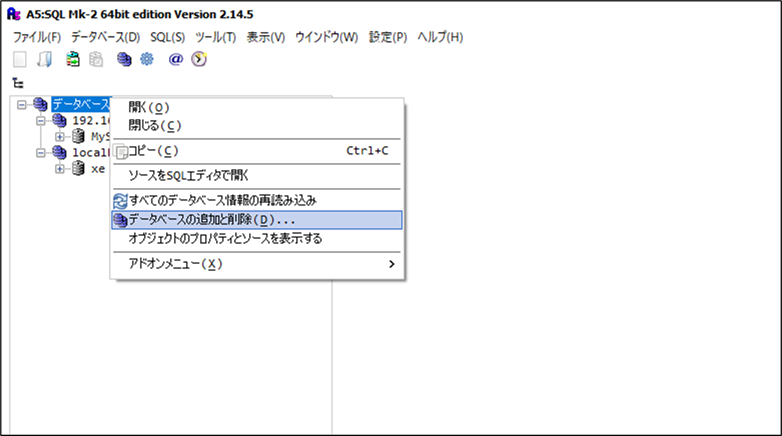 A5:SQL Mk-2 64bit edition Version 2.14.5
ファイル(F) データベース(D) SQL(S) ツール(T) 表示(V) ウインドウ(W) 設定(P) ヘルプ(H)
データベース
開く(O)
閉じる(C)
コピー(C) Ctrl+C
ソースをSQLエディタで開く
すべてのデータベース情報の再読み込み
データベースの追加と削除(D)...
オブジェクトのプロパティとソースを表示する
アドオンメニュー(X)
192.16
MyS
local
xe